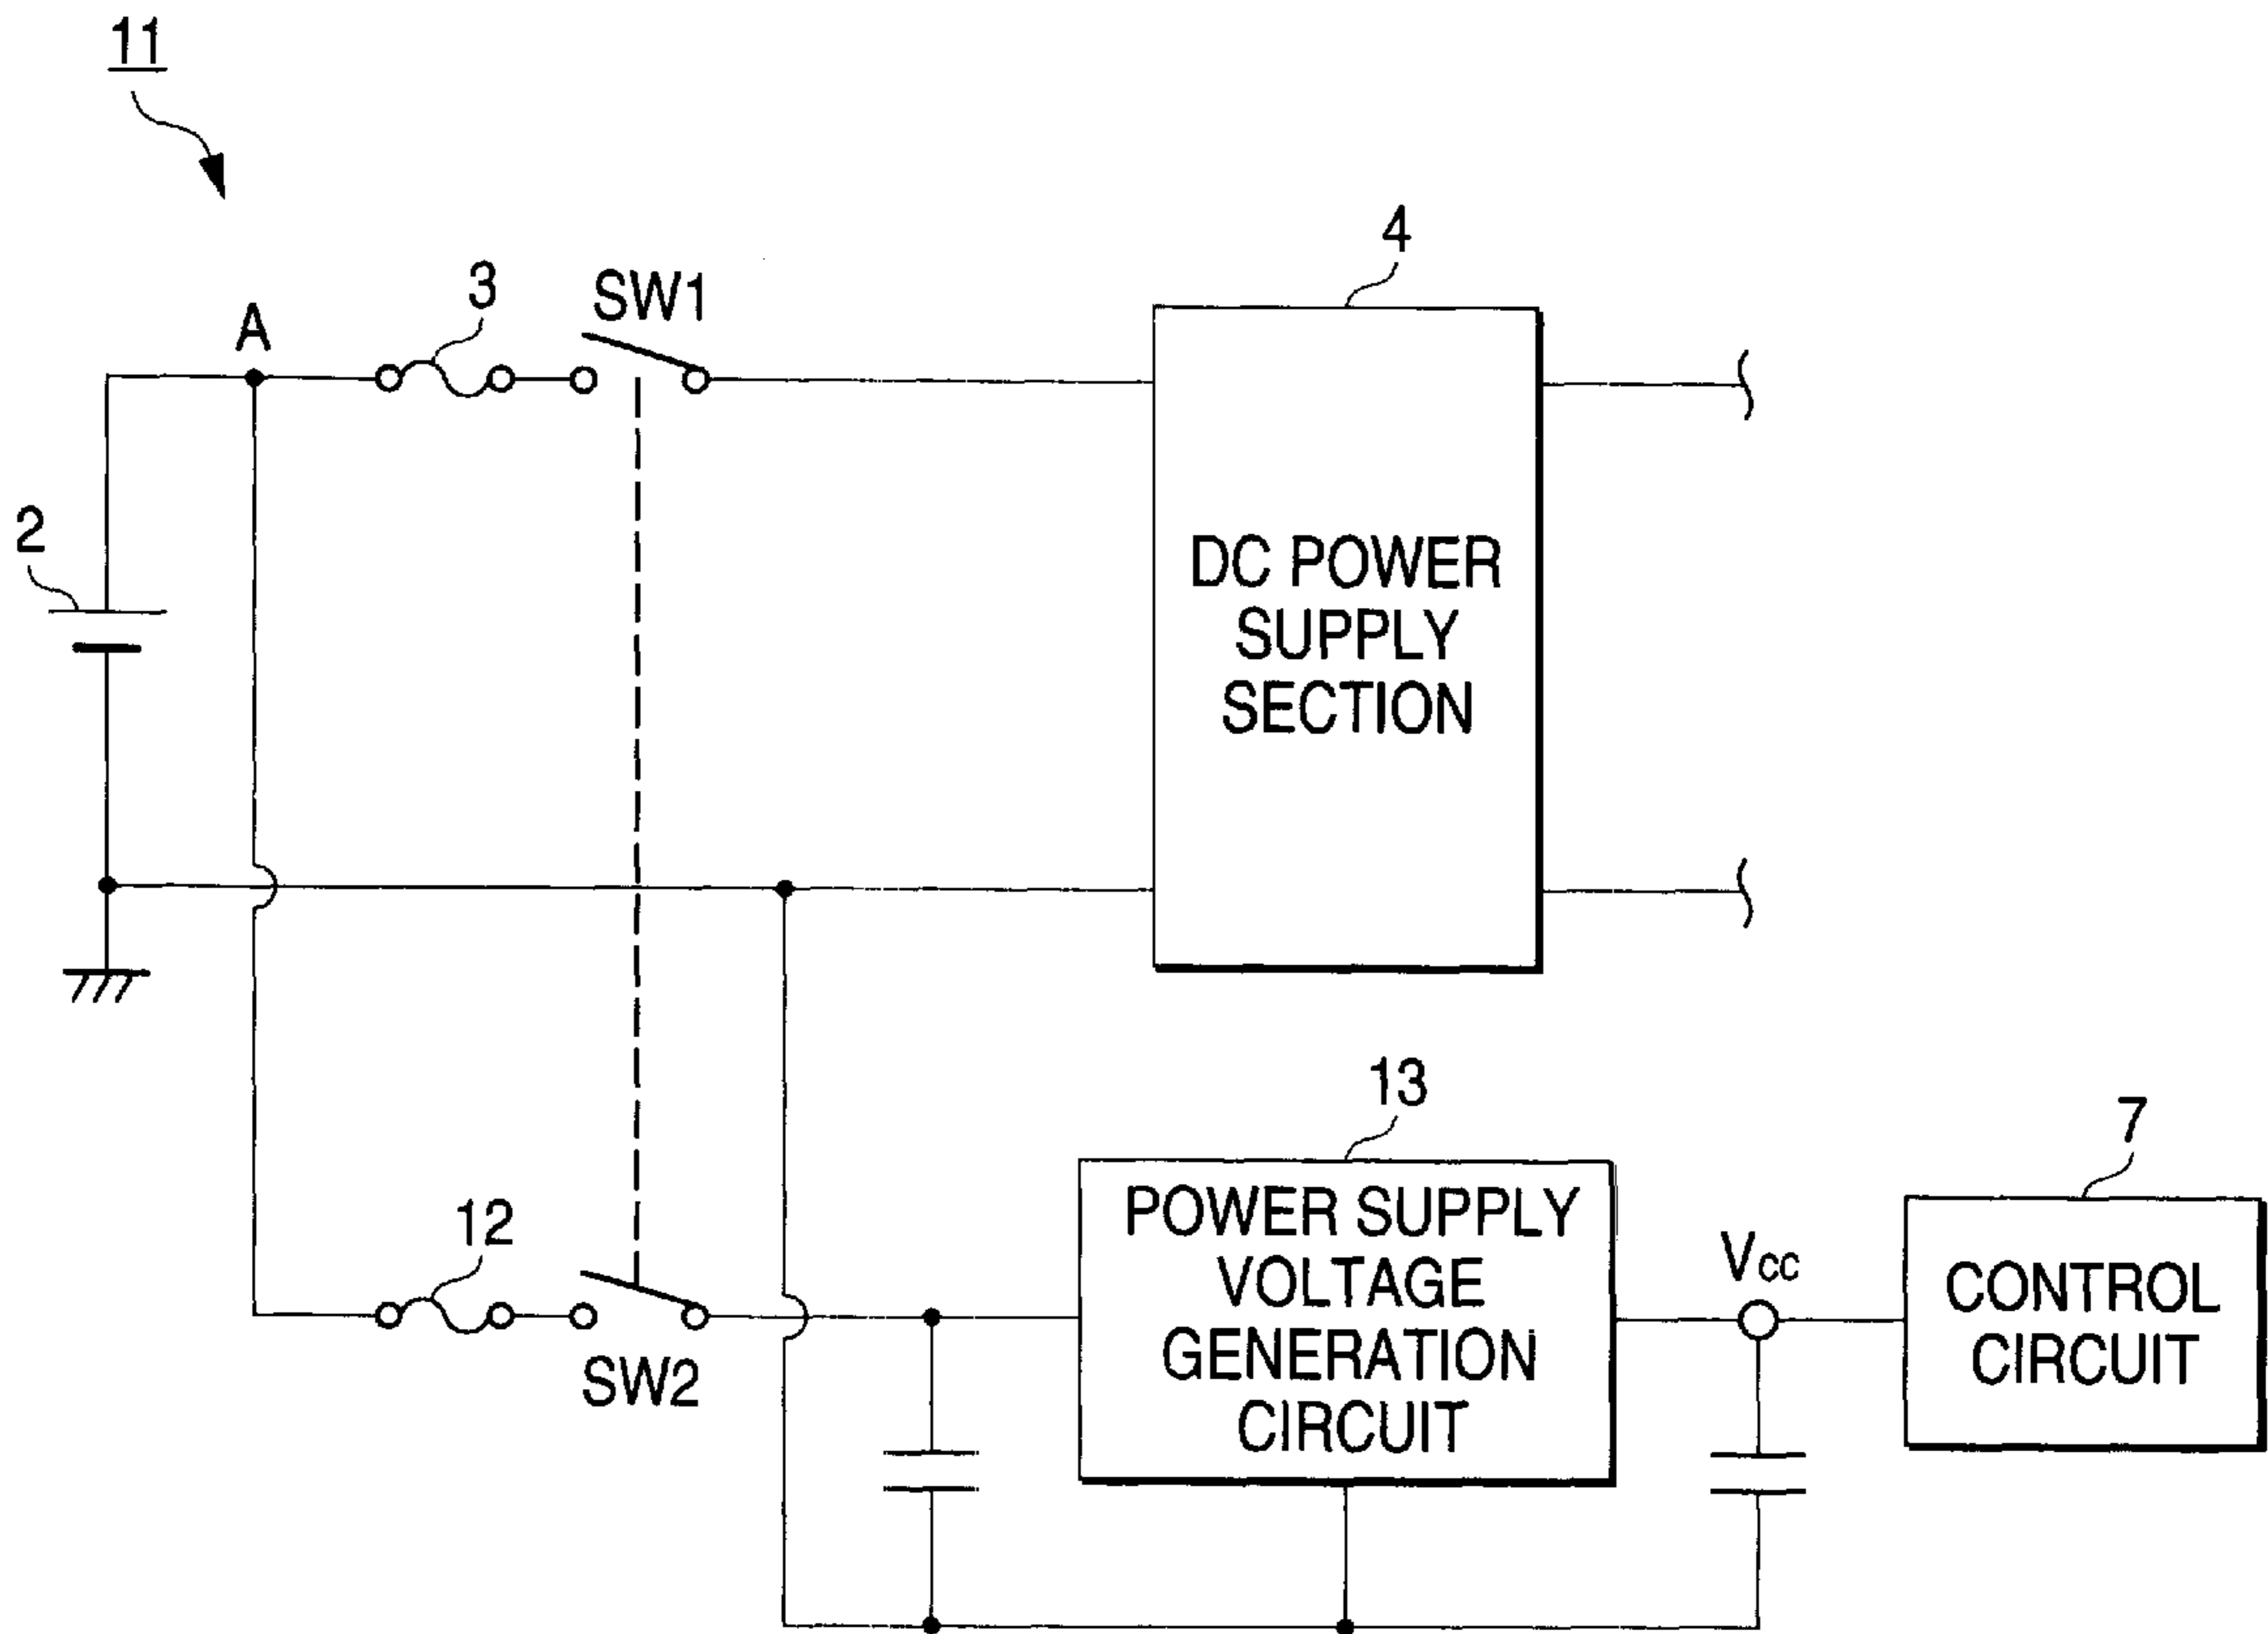 11
A
3
SW1
4
2
DC POWER
SUPPLY
SECTION
13
7
12
SW2
POWER SUPPLY
VOLTAGE
GENERATION
CIRCUIT
Vcc
CONTROL
CIRCUIT